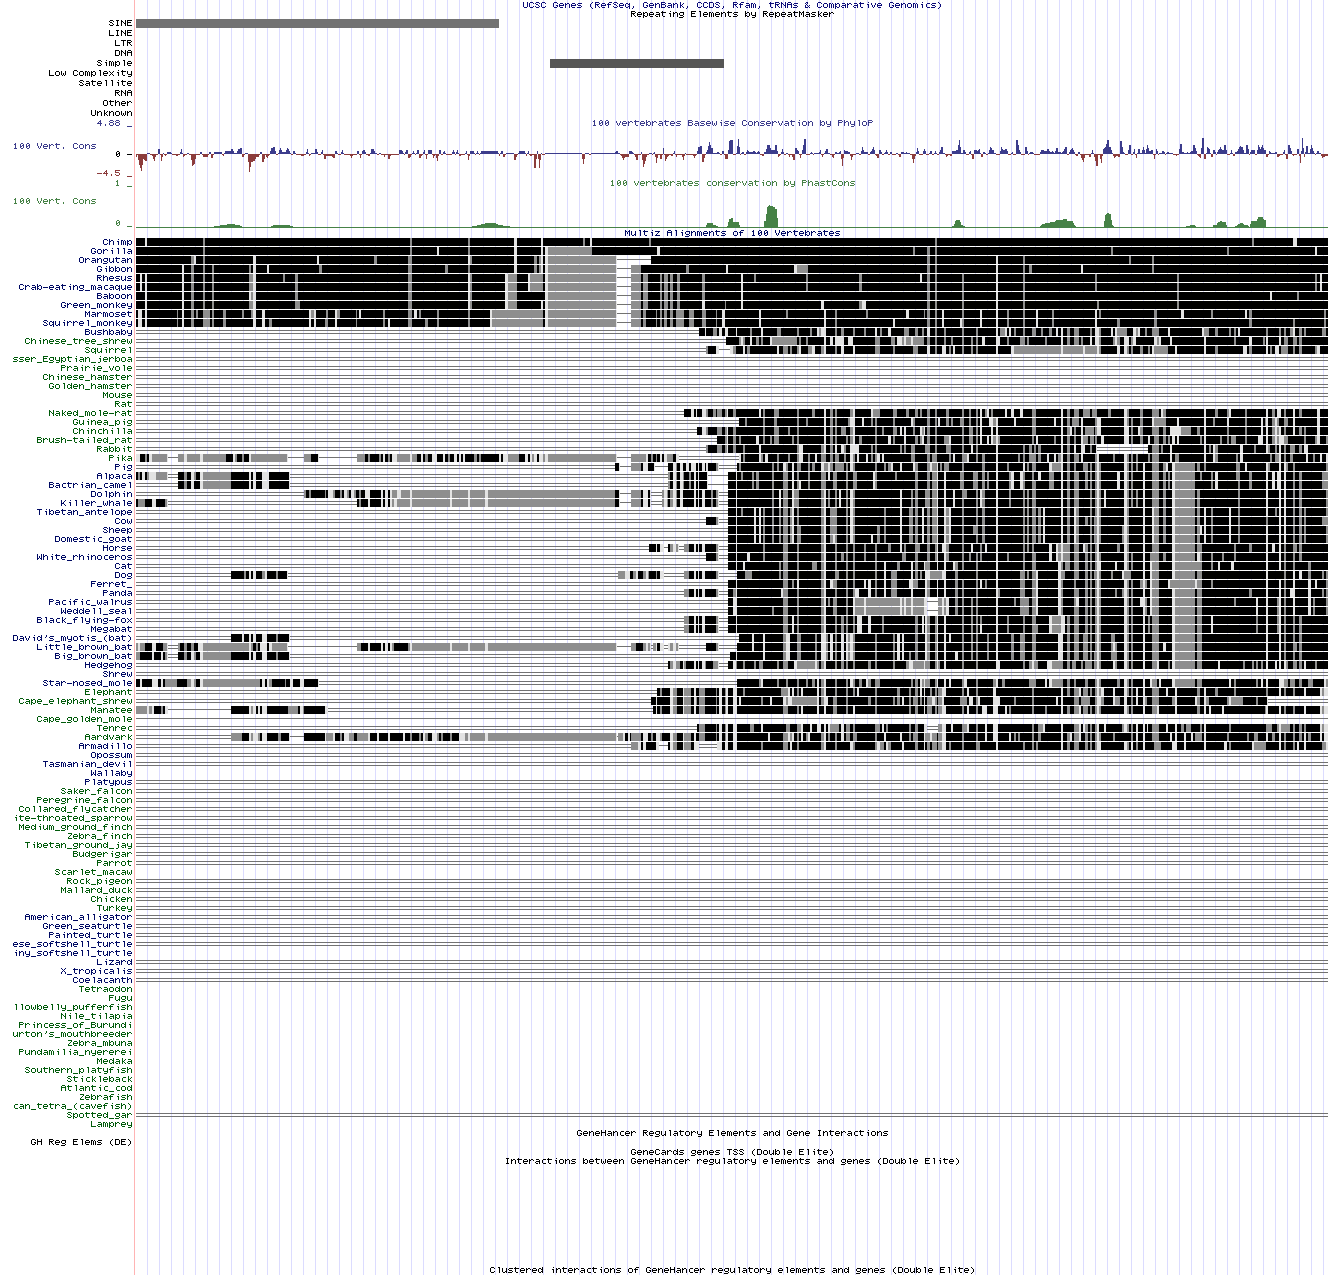 UCSC Genes (RefSeq, GenBank, CCDS, Rfam, tRNAs & Comparative Genomics)
Repeating Elements by RepeatMasker
SINE
LINE
LTR
DNA
Simple
Low Complexity
Satellite
RNA
Other
Unknown
4.88 _
100 vertebrates Basewise Conservation by PhyloP
100 Vert. Cons
0 _
-4.5 _
100 vertebrates conservation by PhastCons
1 _
100 Vert. Cons
0 _
Multiz Alignments of 100 Vertebrates
Chimp
Gorilla
Orangutan
Gibbon
Rhesus
Crab-eating_macaque
Baboon
Green_monkey
Marmoset
Squirrel_monkey
Bushbaby
Chinese_tree_shrew
Squirrel
sser_Egyptian_jerboa
Prairie_vole
Chinese_hamster
Golden_hamster
Mouse
Rat
Naked_mole-rat
Guinea_pig
Chinchilla
Brush-tailed_rat
Rabbit
Pika
Pig
Alpaca
Bactrian_camel
Dolphin
Killer_whale
Tibetan_antelope
Cow
Sheep
Domestic_goat
Horse
White_rhinoceros
Cat
Dog
Ferret_
Panda
Pacific_walrus
Weddell_seal
Black_flying-fox
Megabat
David's_myotis_(bat)
Little_brown_bat
Big_brown_bat
Hedgehog
Shrew
Star-nosed_mole
Elephant
Cape_elephant_shrew
Manatee
Cape_golden_mole
Tenrec
Aardvark
Armadillo
Opossum
Tasmanian_devil
Wallaby
Platypus
Saker_falcon
Peregrine_falcon
Collared_flycatcher
ite-throated_sparrow
Medium_ground_finch
Zebra_finch
Tibetan_ground_jay
Budgerigar
Parrot
Scarlet_macaw
Rock_pigeon
Mallard_duck
Chicken
Turkey
American_alligator
Green_seaturtle
Painted_turtle
ese_softshell_turtle
iny_softshell_turtle
Lizard
X_tropicalis
Coelacanth
Tetraodon
Fugu
llowbelly_pufferfish
Nile_tilapia
Princess_of_Burundi
urton's_mouthbreeder
Zebra_mbuna
Pundamilia_nyererei
Medaka
Southern_platyfish
Stickleback
Atlantic_cod
Zebrafish
can_tetra_(cavefish)
Spotted_gar
Lamprey
GeneHancer Regulatory Elements and Gene Interactions
GH Reg Elems (DE)
GeneCards genes TSS (Double Elite)
Interactions between GeneHancer regulatory elements and genes (Double Elite)
Clustered interactions of GeneHancer regulatory elements and genes (Double Elite)